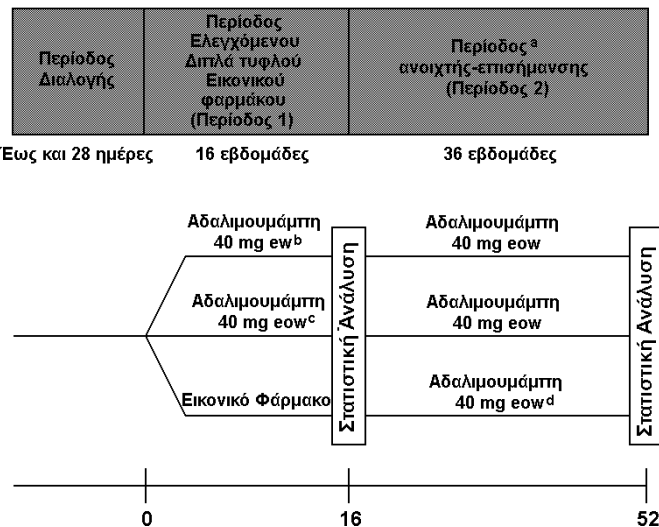 Περίοδος
Διαλογής
Περίοδος
Ελεγχόμενου
Διπλά τυφλού
Εικονικού
φαρμάκου
(Περίοδος 1)
Περίοδος a
ανοιχτής-επισήμανσης
(Περίοδος 2)
Έως και 28 ημέρες
16 εβδομάδες
36 εβδομάδες
Αδαλιμουμάμπη
40 mg ew b
Αδαλιμουμάμπη
40 mg eow
Αδαλιμουμάμπη
40 mg eow c
Αδαλιμουμάμπη
40 mg eow
Εικονικό Φάρμακο
Αδαλιμουμάμπη
40 mg eow d
Στατιστική Ανάλυση
Στατιστική Ανάλυση
0
16
52